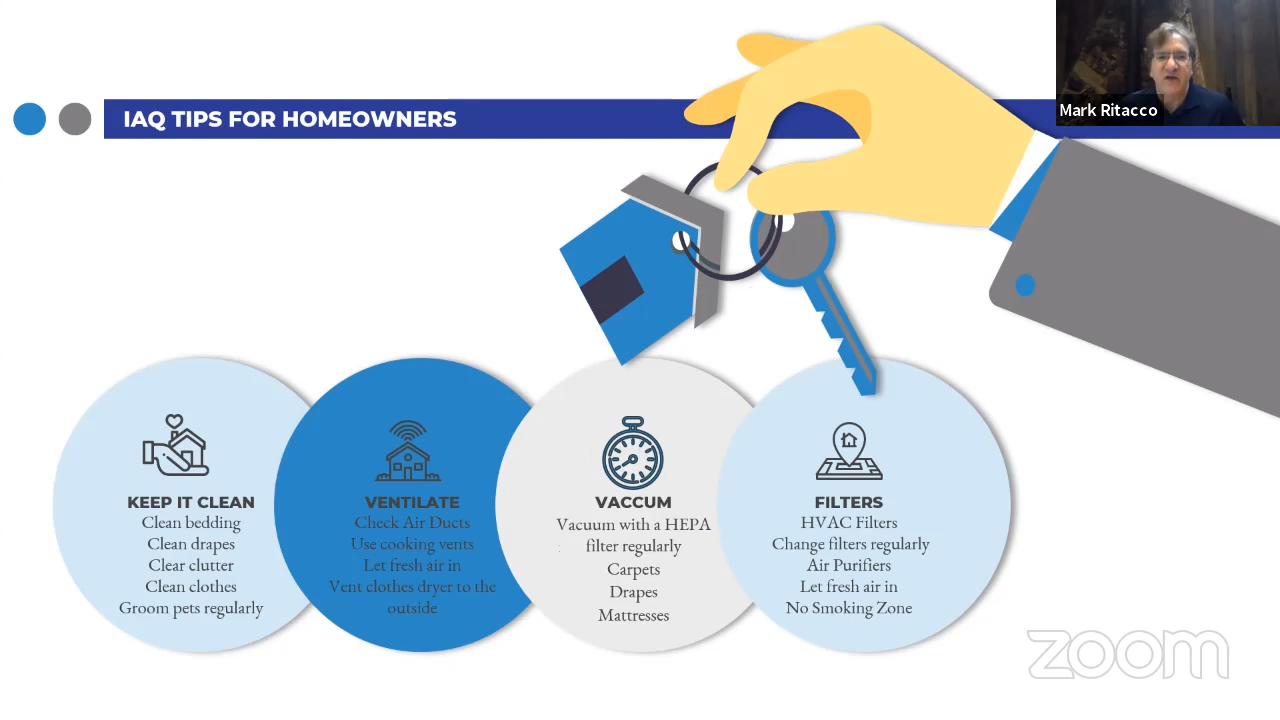 IAQ TIPS FOR HOMEOWNERS
Mark Ritacco
KEEP IT CLEAN
Clean bedding
Clean drapes
Clear clutter
Clean clothes
Groom pets regularly
VENTILATE
Check Air Ducts
Use cooking vents
Let fresh air in
Vent clothes dryer to the
outside
VACCUM
Vacuum with a HEPA
filter regularly
Carpets
Drapes
Mattresses
FILTERS
HVAC Filters
Change filters regularly
Air Purifiers
Let fresh air in
No Smoking Zone
zoom